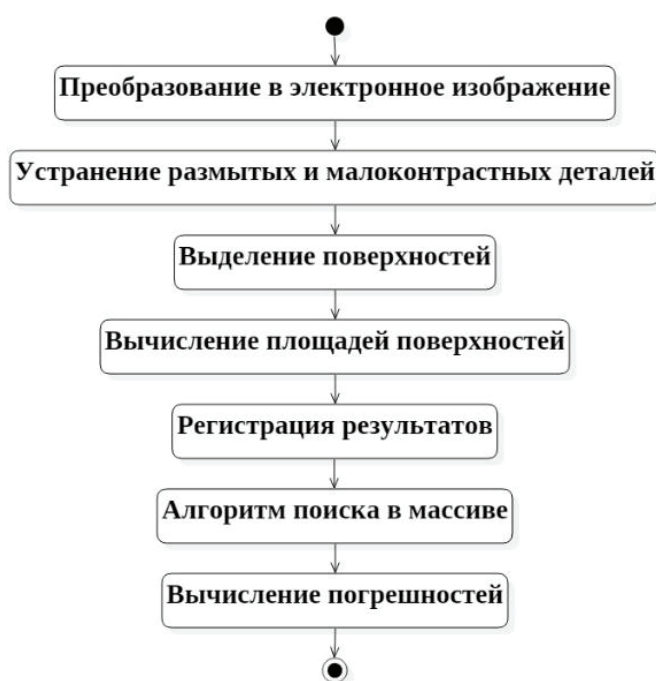 Преобразование в электронное изображение
Устранение размытых и малоконтрастных деталей
Выделение поверхностей
Вычисление площадей поверхностей
Регистрация результатов
Алгоритм поиска в массиве
Вычисление погрешностей